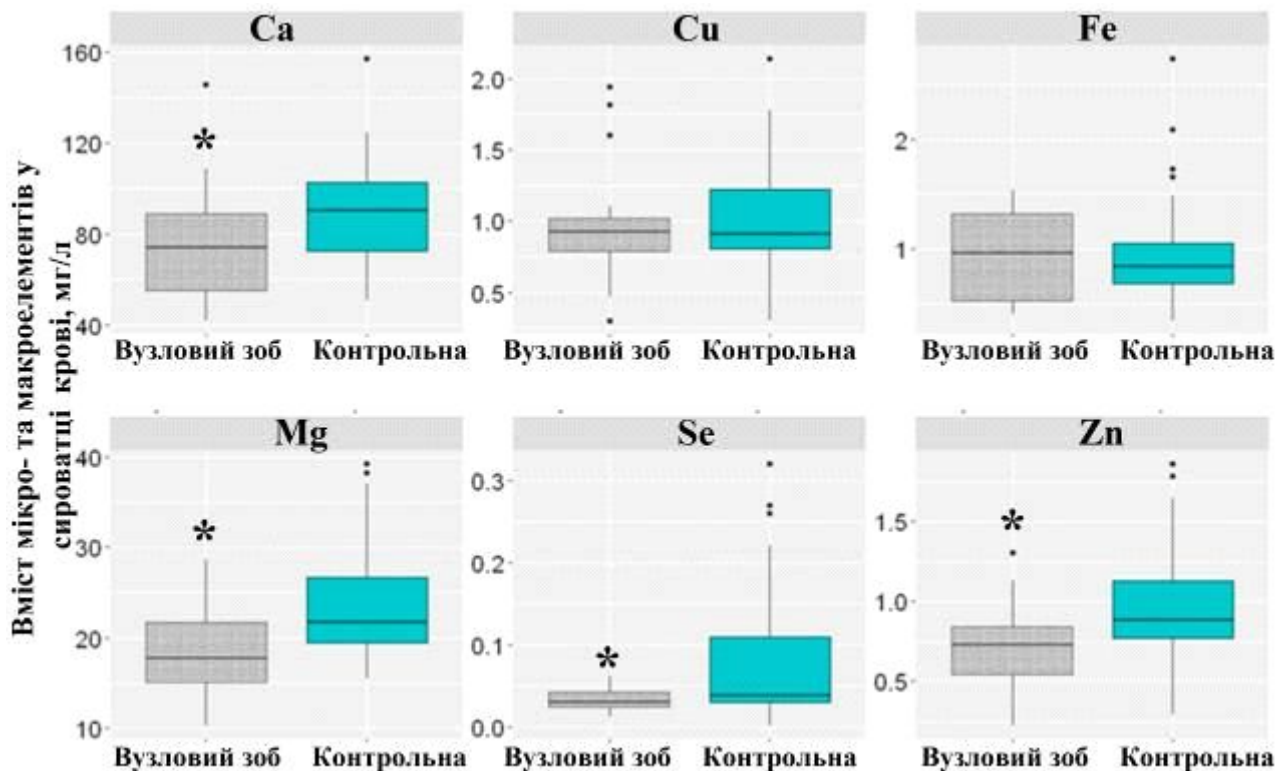 Вміст мікро- та макроелементів у
сироватці крові, мг/л
Ca
160
120
80
40
*
Вузловий зоб
Контрольна
Cu
2.0
1.5
1.0
0.5
Вузловий зоб
Контрольна
Fe
2
1
Вузловий зоб
Контрольна
Mg
40
30
20
10
*
Вузловий зоб
Контрольна
Se
0.3
0.2
0.1
0.0
*
Вузловий зоб
Контрольна
Zn
1.5
1.0
0.5
*
Вузловий зоб
Контрольна